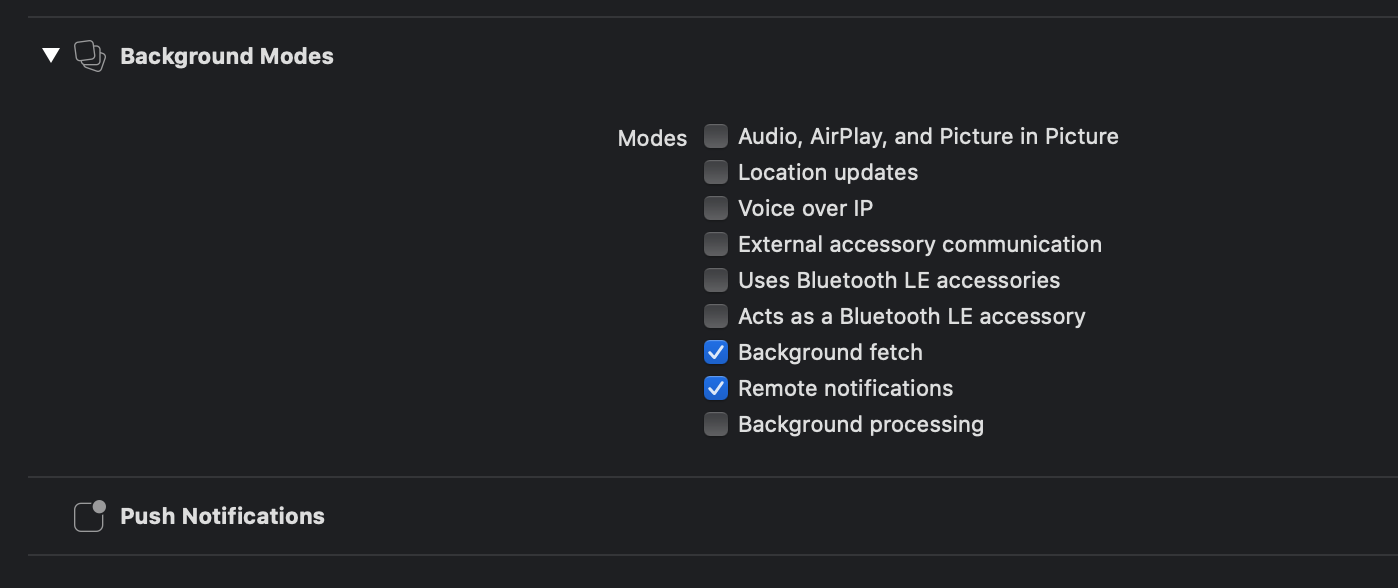 Background Modes
Modes
Audio, AirPlay, and Picture in Picture
Location updates
Voice over IP
External accessory communication
Uses Bluetooth LE accessories
Acts as a Bluetooth LE accessory
Background fetch
Remote notifications
Background processing
Push Notifications